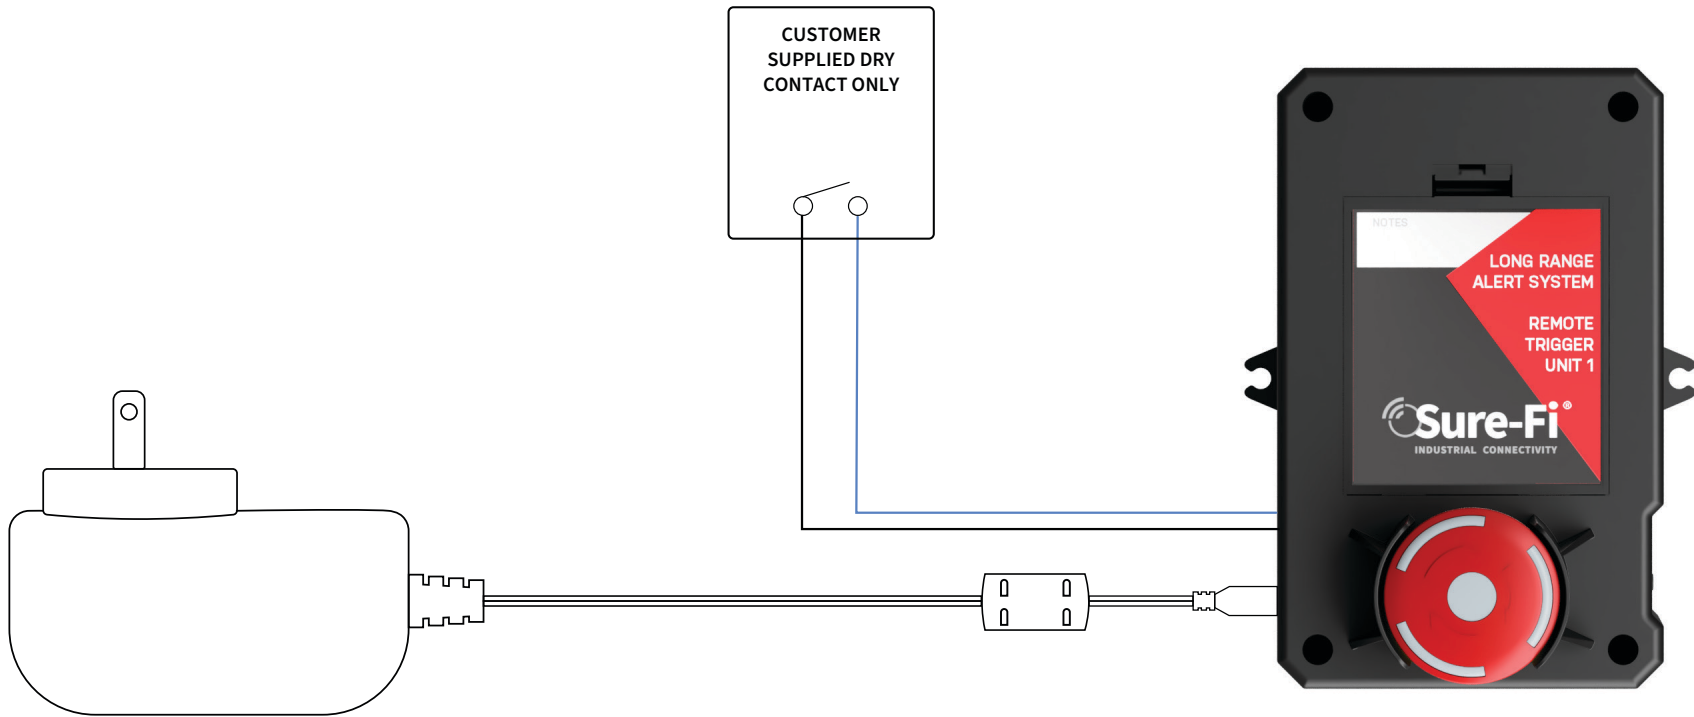 CUSTOMER
SUPPLIED DRY
CONTACT ONLY
NOTES
LONG RANGE
ALERT SYSTEM
REMOTE
TRIGGER
UNIT 1
Sure-Fi®
INDUSTRIAL CONNECTIVITY